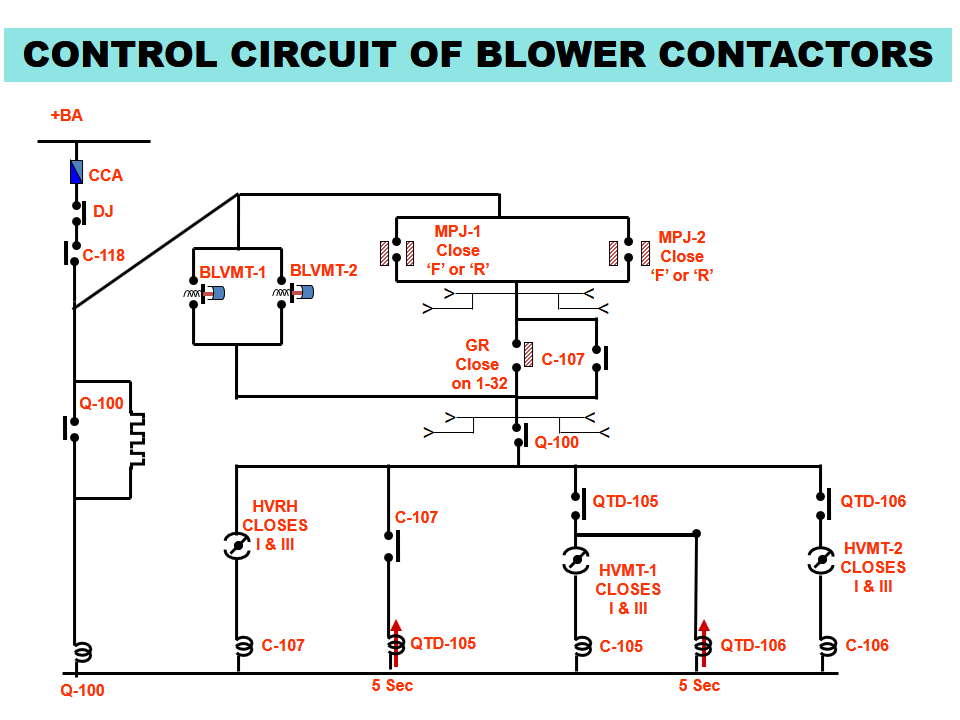 CONTROL CIRCUIT OF BLOWER CONTACTORS
+BA
CCA
DJ
C-118
BLVMT-1
BLVMT-2
MPJ-1
Close
‘F’ or ‘R’
MPJ-2
Close
‘F’ or ‘R’
GR
Close
on 1-32
C-107
Q-100
Q-100
HVRH
CLOSES
I & III
C-107
QTD-105
QTD-106
HVMT-1
CLOSES
I & III
HVMT-2
CLOSES
I & III
C-107
QTD-105
C-105
QTD-106
C-106
Q-100
5 Sec
5 Sec